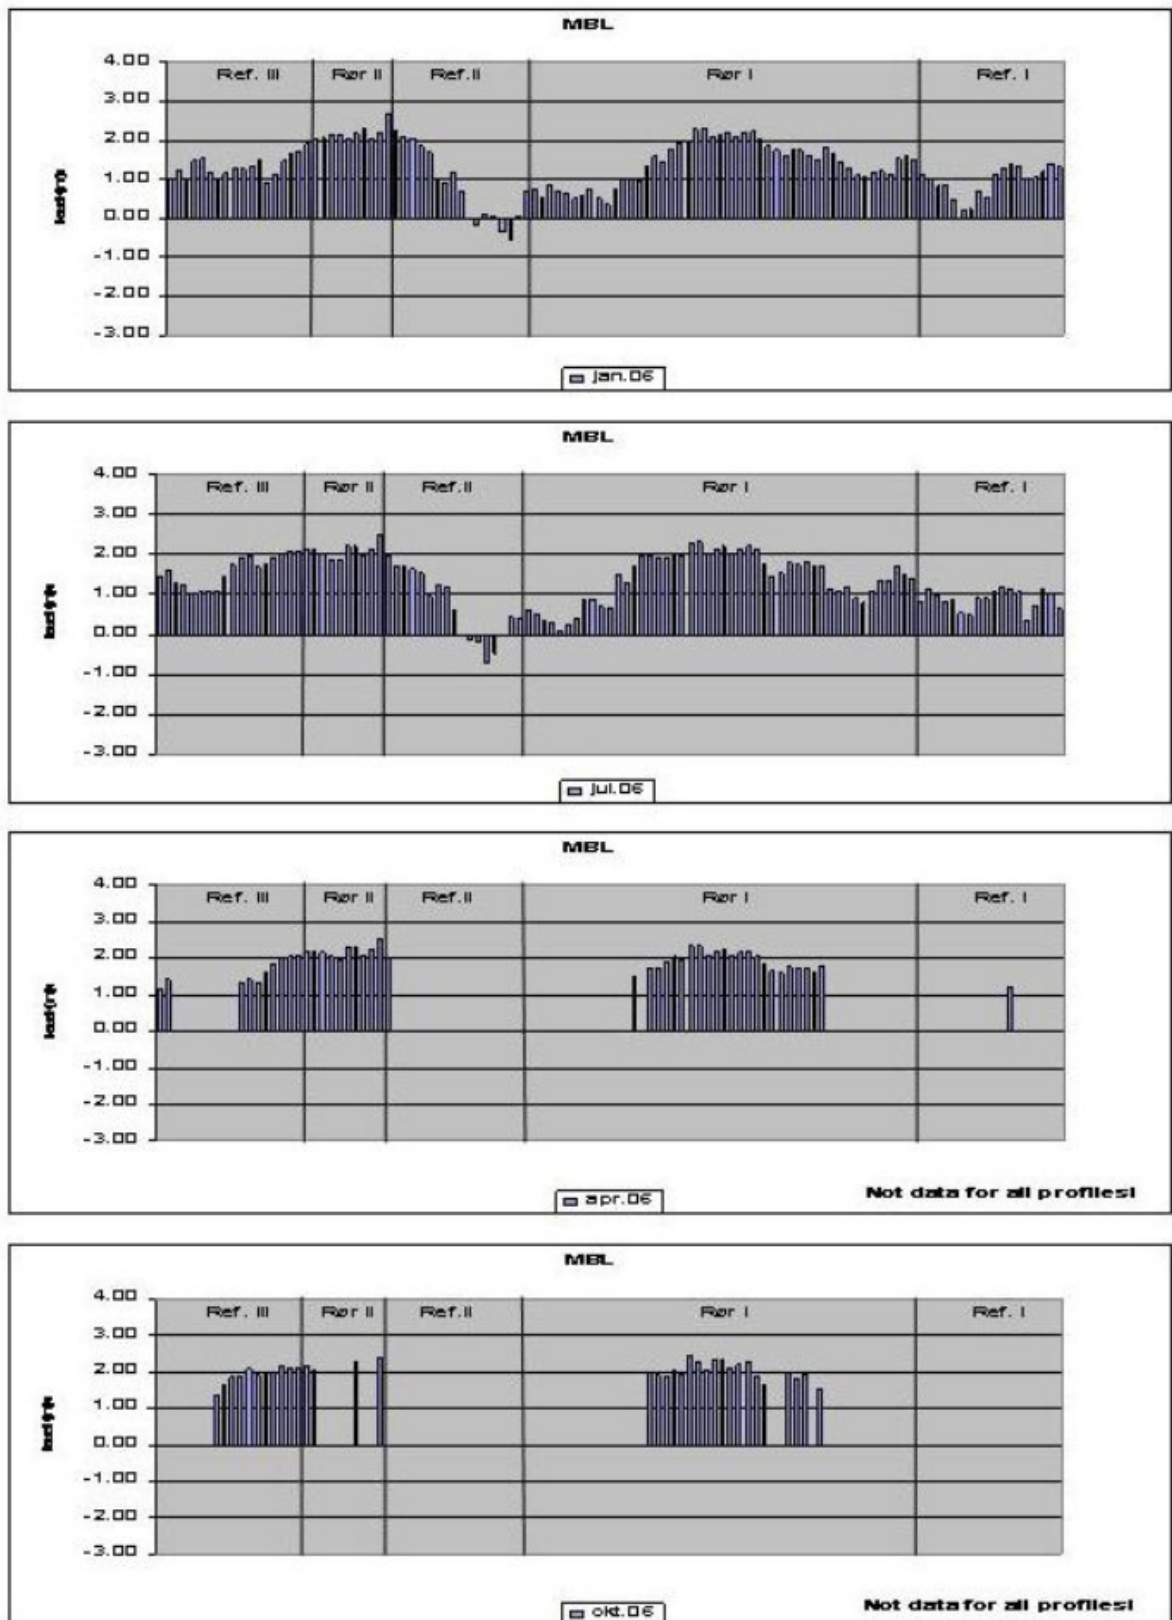 MBL
Ref. III Rør II Ref.II Rør I Ref. I
4.00
3.00
2.00
1.00
0.00
-1.00
-2.00
-3.00
jan.06
MBL
Ref. III Rør II Ref.II Rør I Ref. I
4.00
3.00
2.00
1.00
0.00
-1.00
-2.00
-3.00
jul.06
MBL
Ref. III Rør II Ref.II Rør I Ref. I
4.00
3.00
2.00
1.00
0.00
-1.00
-2.00
-3.00
apr.06
Not data for all profiles!
MBL
Ref. III Rør II Ref.II Rør I Ref. I
4.00
3.00
2.00
1.00
0.00
-1.00
-2.00
-3.00
okt.06
Not data for all profiles!